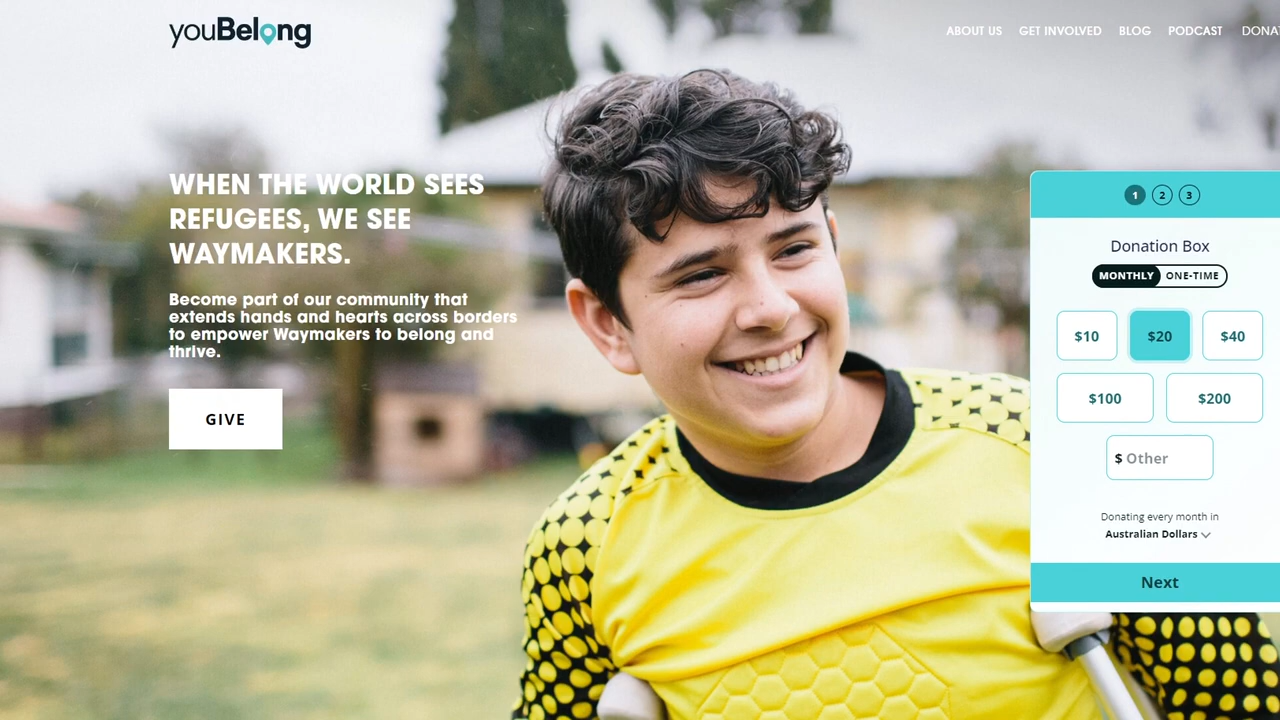 youBelong
ABOUT US GET INVOLVED BLOG PODCAST DONAT
WHEN THE WORLD SEES
REFUGEES, WE SEE
WAYMAKERS.
Become part of our community that
extends hands and hearts across borders
to empower Waymakers to belong and
thrive.
GIVE
1 2 3
Donation Box
MONTHLY ONE-TIME
$10 $20 $40
$100 $200
$ Other
Donating every month in
Australian Dollars
Next